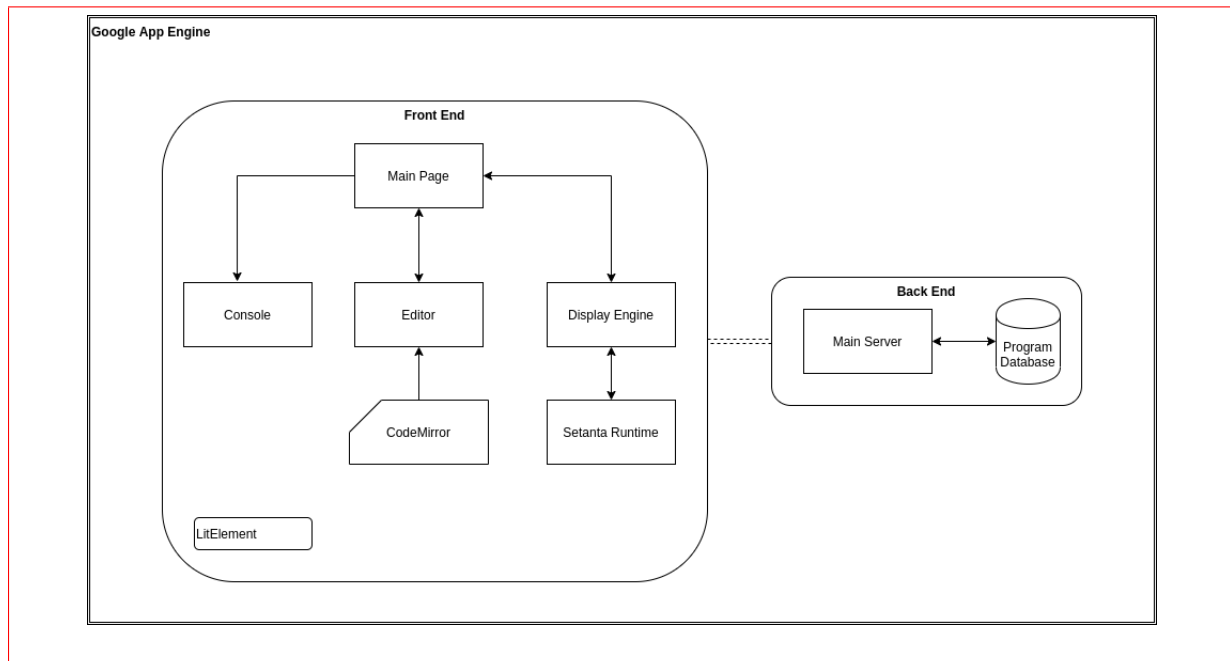 Google App Engine
Front End
Main Page
Console
Editor
Display Engine
CodeMirror
Setanta Runtime
LitElement
Back End
Main Server
Program
Database